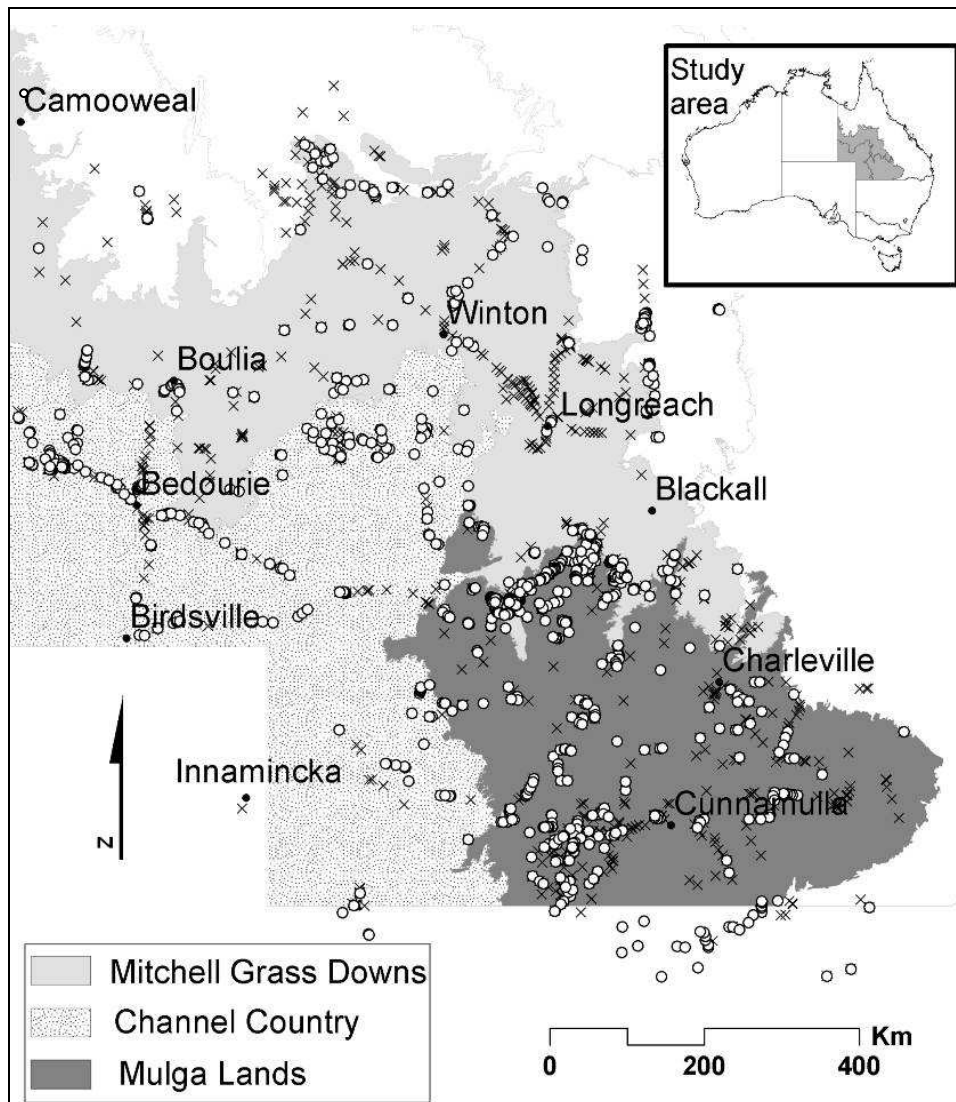 Study
area
Camooweal
Winton
Boulia
Longreach
Bedourie
Blackall
Birdsville
Charleville
Innamincka
Cunnamulla
N
Mitchell Grass Downs
Channel Country
Mulga Lands
Km
0 200 400